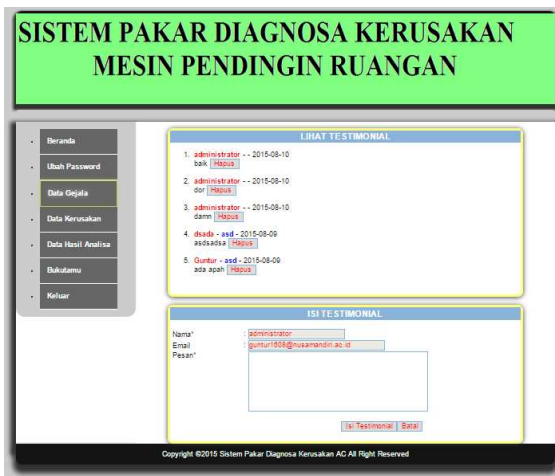 SISTEM PAKAR DIAGNOSA KERUSAKAN
MESIN PENDINGIN RUANGAN
Beranda
Ubah Password
Data Gejala
Data Kerusakan
Data Hasil Analisa
Bukutamu
Keluar
LIHAT TESTIMONIAL
1. administrator - - 2015-08-10
baik Hapus
2. administrator - - 2015-08-10
dor Hapus
3. administrator - - 2015-08-10
damn Hapus
4. dsada - asd - 2015-08-09
asdsadsa Hapus
5. Guntur - asd - 2015-08-09
ada apah Hapus
ISI TESTIMONIAL
Nama* : administrator
Email : guntur1608@nusamandiri.ac.id
Pesan*
Isi Testimonial Batal
Copyright ©2015 Sistem Pakar Diagnosa Kerusakan AC All Right Reserved